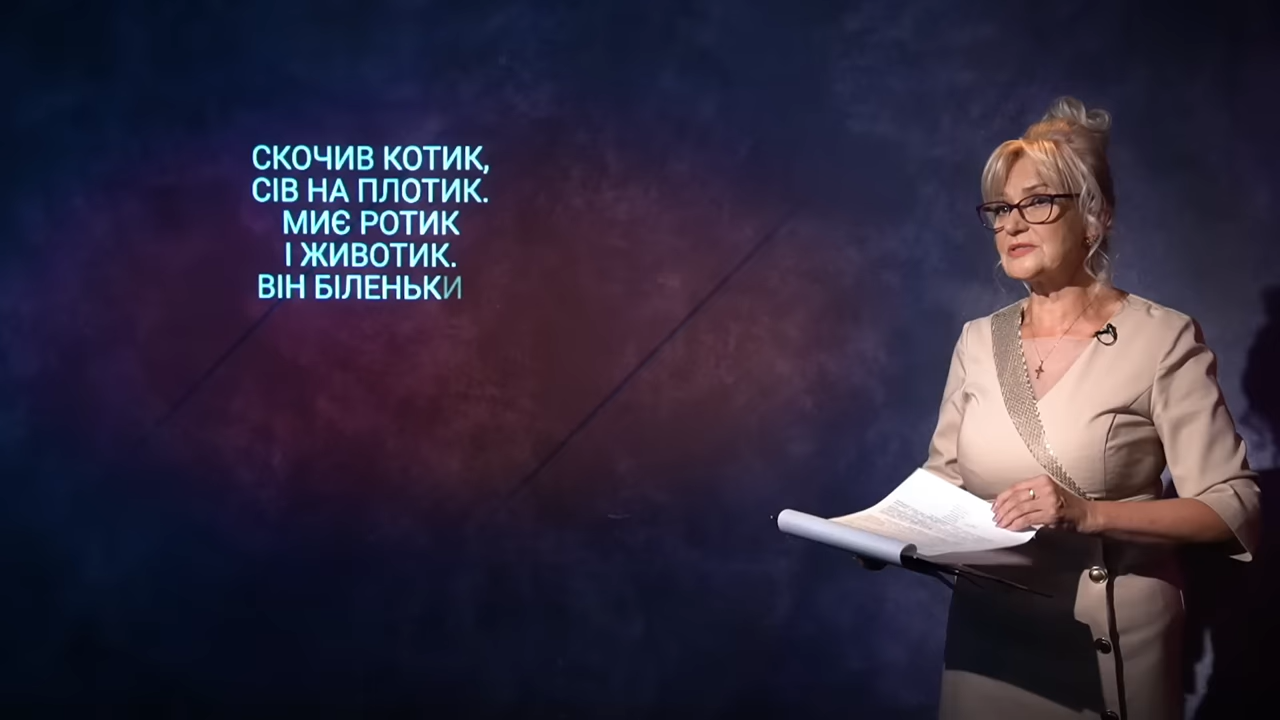 СКОЧИВ КОТИК,
СІВ НА ПЛОТИК.
МИЄ РОТИК
І ЖИВОТИК.
ВІН БІЛЕНЬКИ